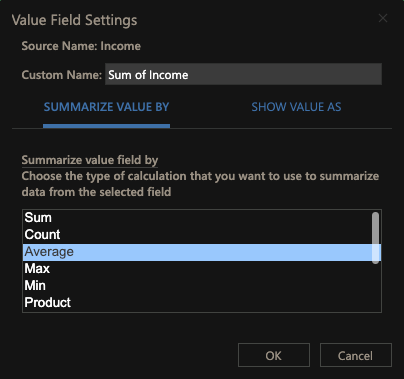 Value Field Settings
Source Name: Income
Custom Name: Sum of Income
SUMMARIZE VALUE BY SHOW VALUE AS
Summarize value field by
Choose the type of calculation that you want to use to summarize
data from the selected field
Sum
Count
Average
Max
Min
Product
OK Cancel